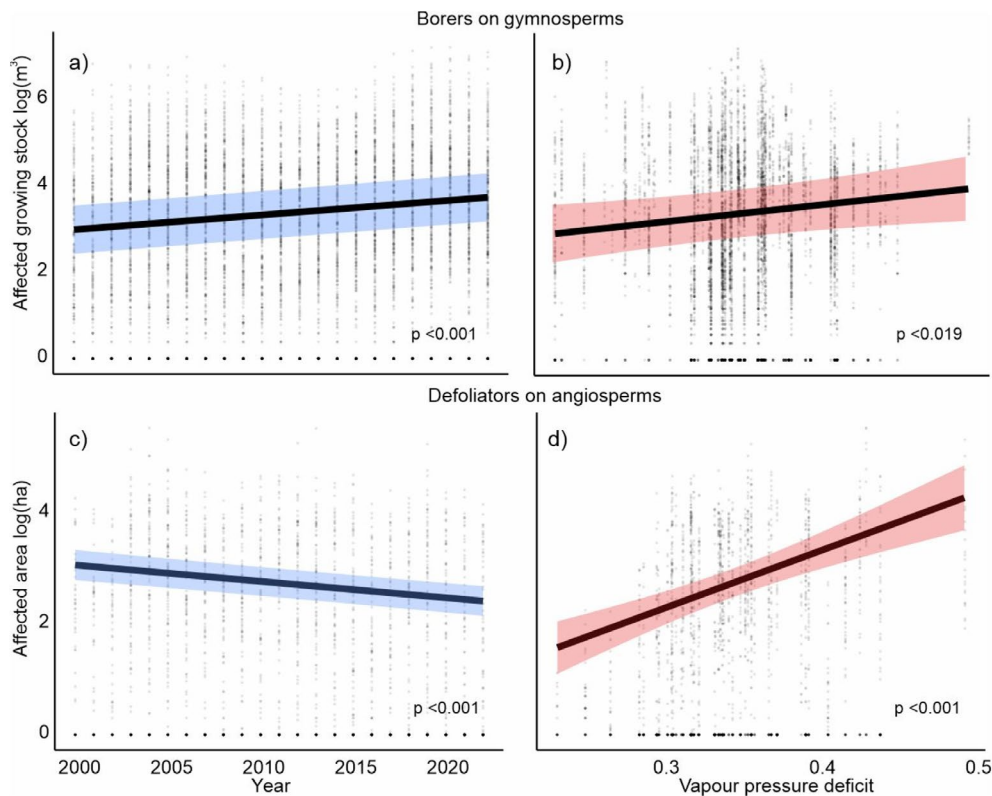 Borers on gymnosperms
a)
b)
Affected growing stock log(m³)
6
4
2
0
p <0.001
p <0.019
Defoliators on angiosperms
c)
d)
Affected area log(ha)
4
2
0
p <0.001
p <0.001
2000 2005 2010 2015 2020
0.3 0.4 0.5
Year
Vapour pressure deficit